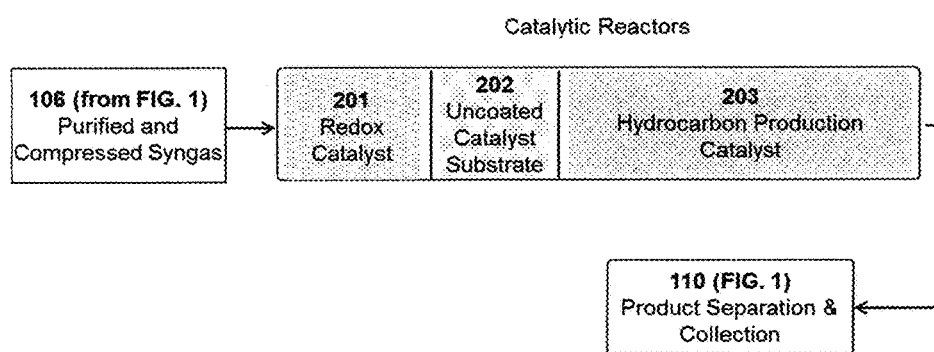 Catalytic Reactors
106 (from FIG. 1)
Purified and
Compressed Syngas
201
Redox
Catalyst
202
Uncoated
Catalyst
Substrate
203
Hydrocarbon Production
Catalyst
110 (FIG. 1)
Product Separation &
Collection